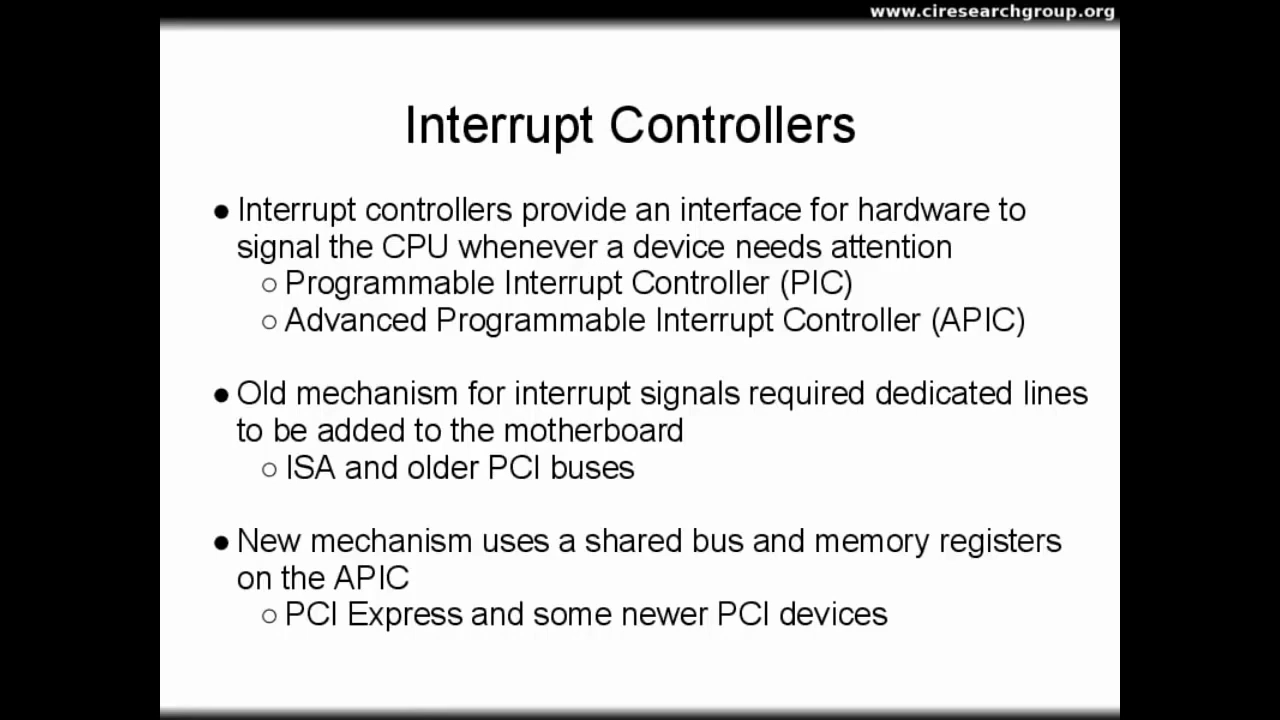 www.ciresearchgroup.org
Interrupt Controllers
● Interrupt controllers provide an interface for hardware to
signal the CPU whenever a device needs attention
○ Programmable Interrupt Controller (PIC)
○ Advanced Programmable Interrupt Controller (APIC)
● Old mechanism for interrupt signals required dedicated lines
to be added to the motherboard
○ ISA and older PCI buses
● New mechanism uses a shared bus and memory registers
on the APIC
○ PCI Express and some newer PCI devices